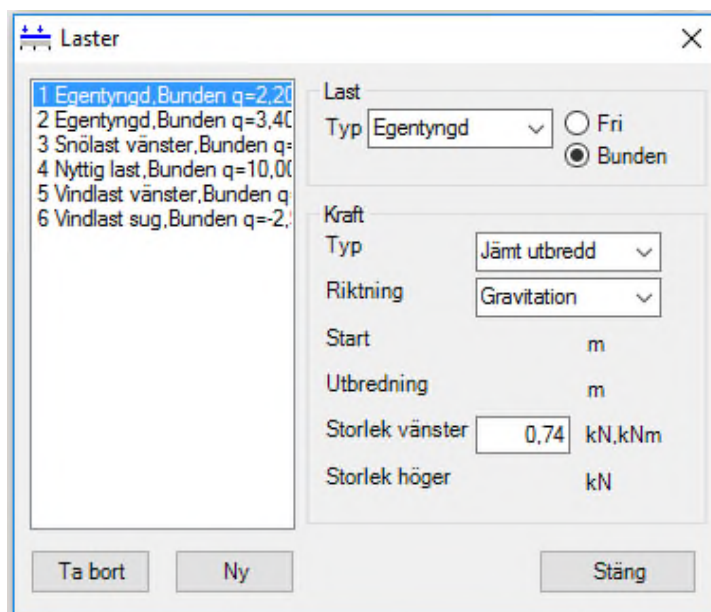 Laster
1 Egentyngd,Bunden q=2,20
2 Egentyngd,Bunden q=3,40
3 Snölast vänster,Bunden q=
4 Nyttig last,Bunden q=10,00
5 Vindlast vänster,Bunden q
6 Vindlast sug,Bunden q=-2,
Last
Typ Egentyngd
Fri
Bunden
Kraft
Typ Jämt utbredd
Riktning Gravitation
Start m
Utbredning m
Storlek vänster 0,74 kN,kNm
Storlek höger kN
Ta bort Ny Stäng